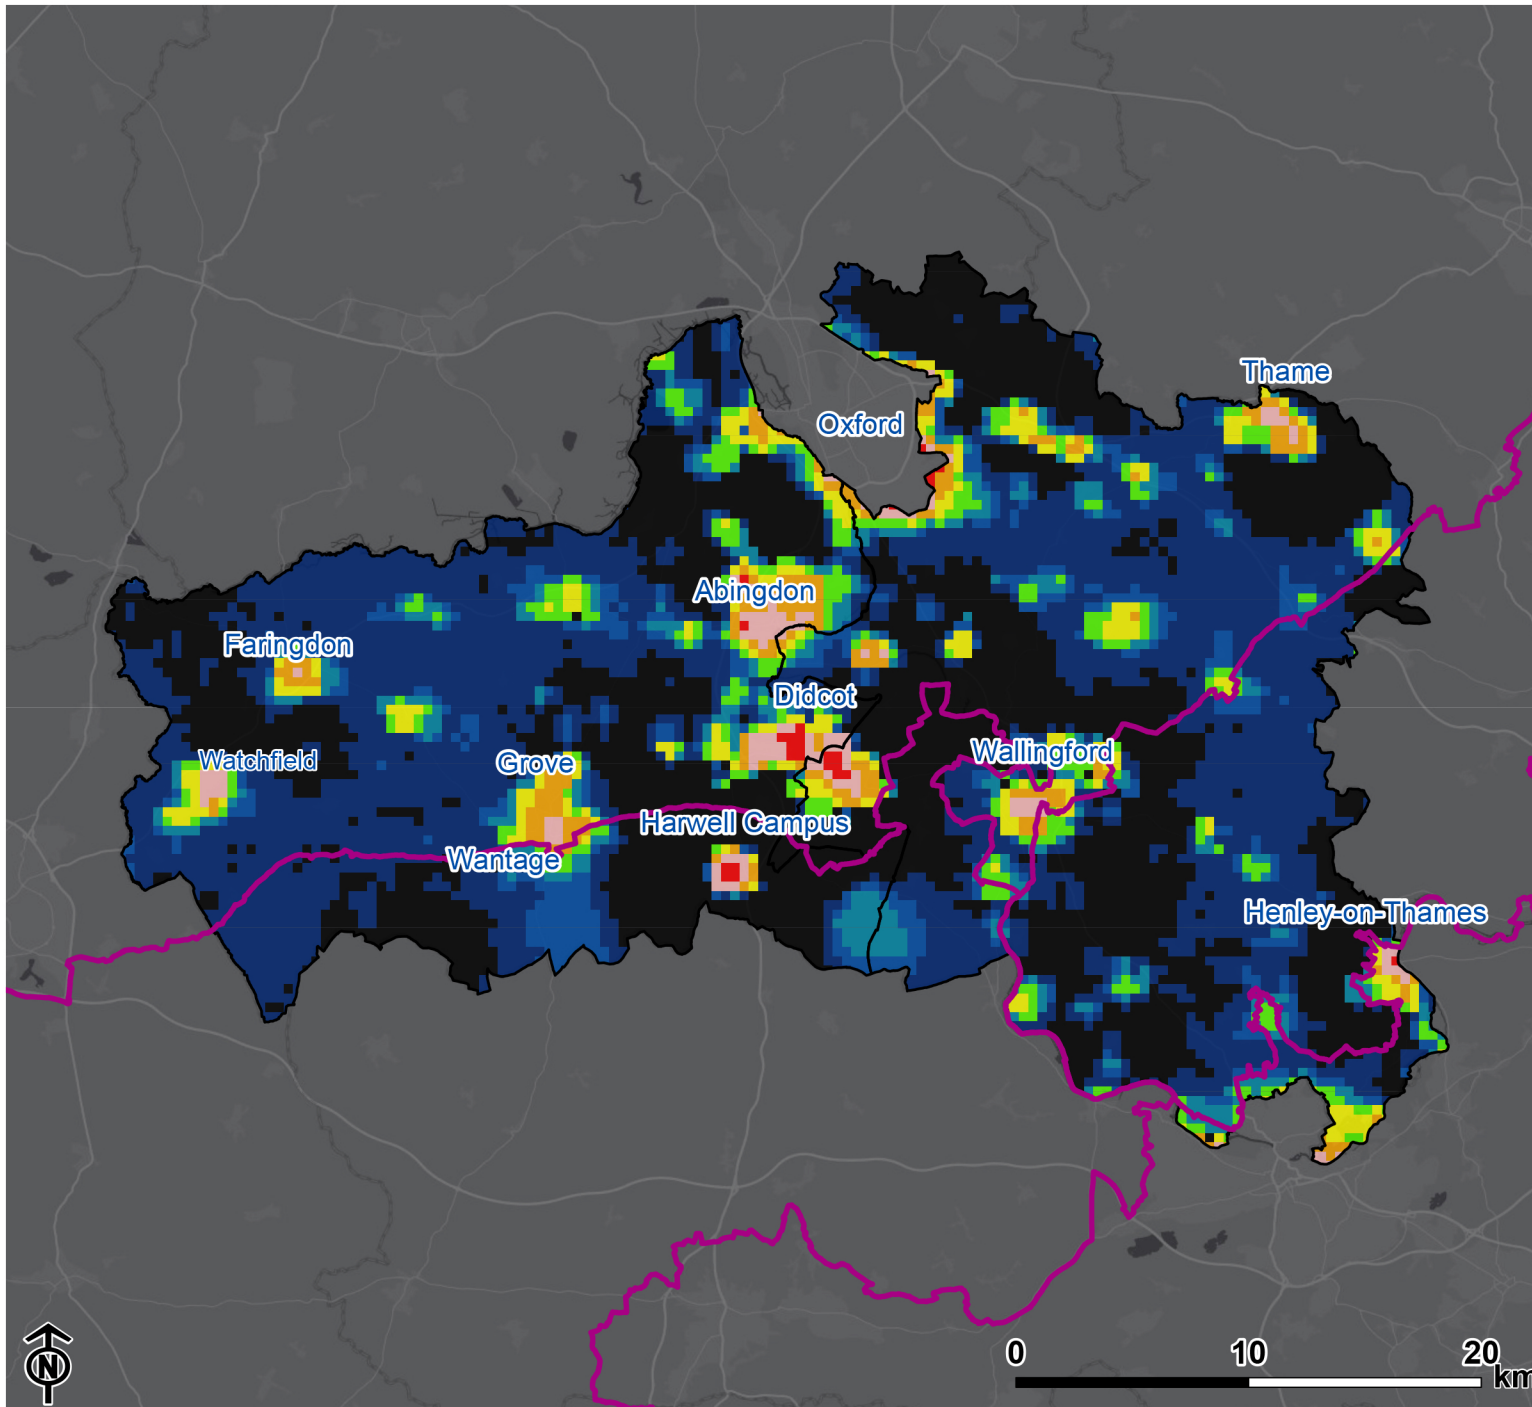 Thame
Oxford
Abingdon
Faringdon
Didcot
Watchfield
Grove
Wallingford
Harwell Campus
Wantage
Henley-on-Thames
N
0 10 20
km